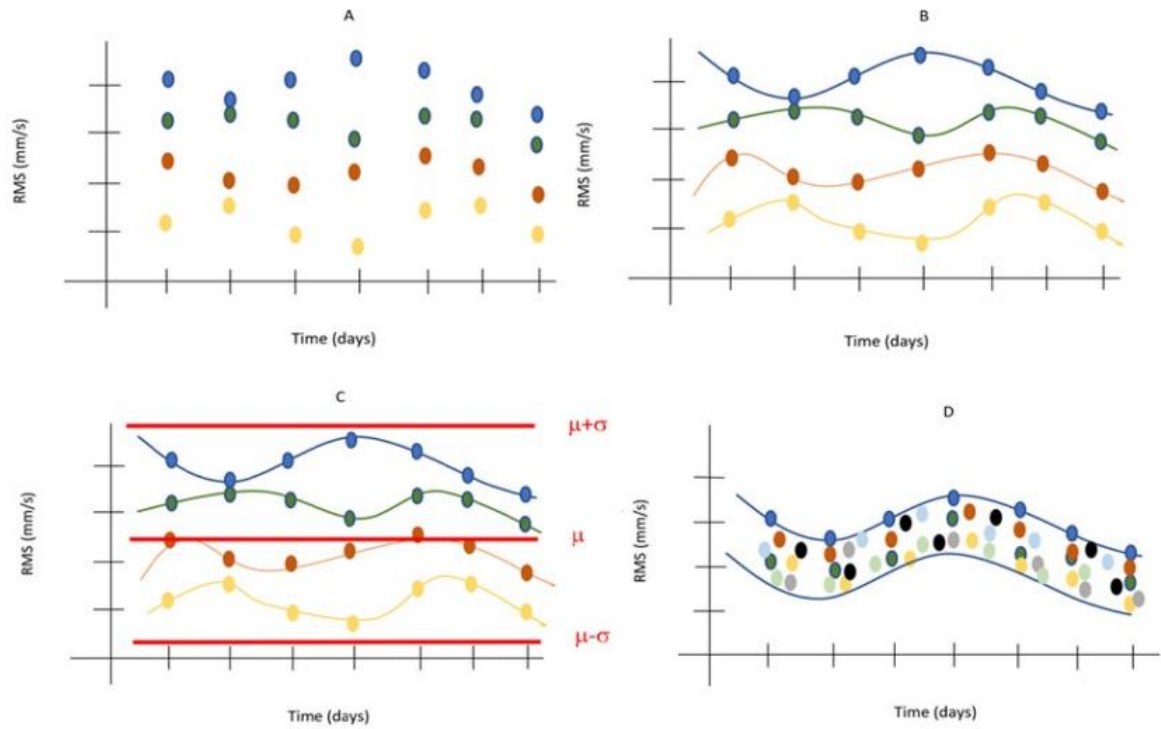 A
RMS (mm/s)
Time (days)
B
RMS (mm/s)
Time (days)
C
μ+σ
μ
μ-σ
RMS (mm/s)
Time (days)
D
RMS (mm/s)
Time (days)